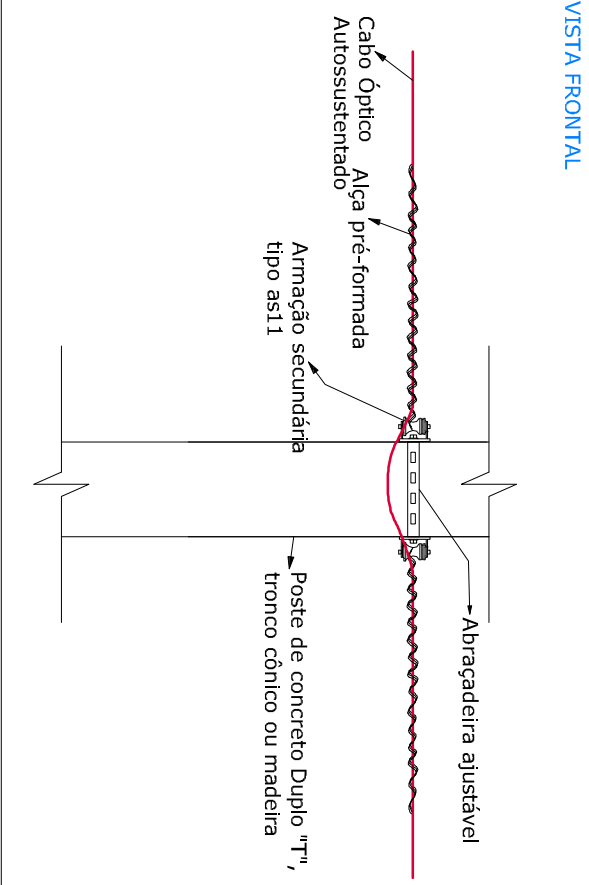 VISTA FRONTAL
Cabo Óptico
Autossustentado
Alça pré-formada
Armação secundária
tipo as11
Abraçadeira ajustável
Poste de concreto Duplo "T",
tronco cônico ou madeira